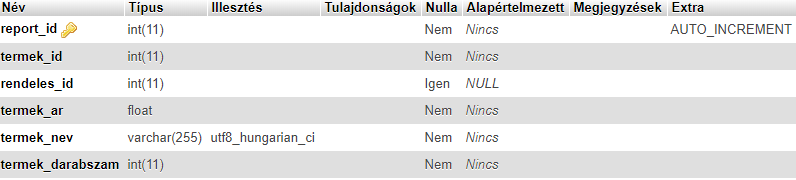 Név Típus Illesztés Tulajdonságok Nulla Alapértelmezett Megjegyzések Extra
report_id int(11) Nem Nincs AUTO_INCREMENT
termek_id int(11) Nem Nincs
rendeles_id int(11) Igen NULL
termek_ar float Nem Nincs
termek_nev varchar(255) utf8_hungarian_ci Nem Nincs
termek_darabszam int(11) Nem Nincs